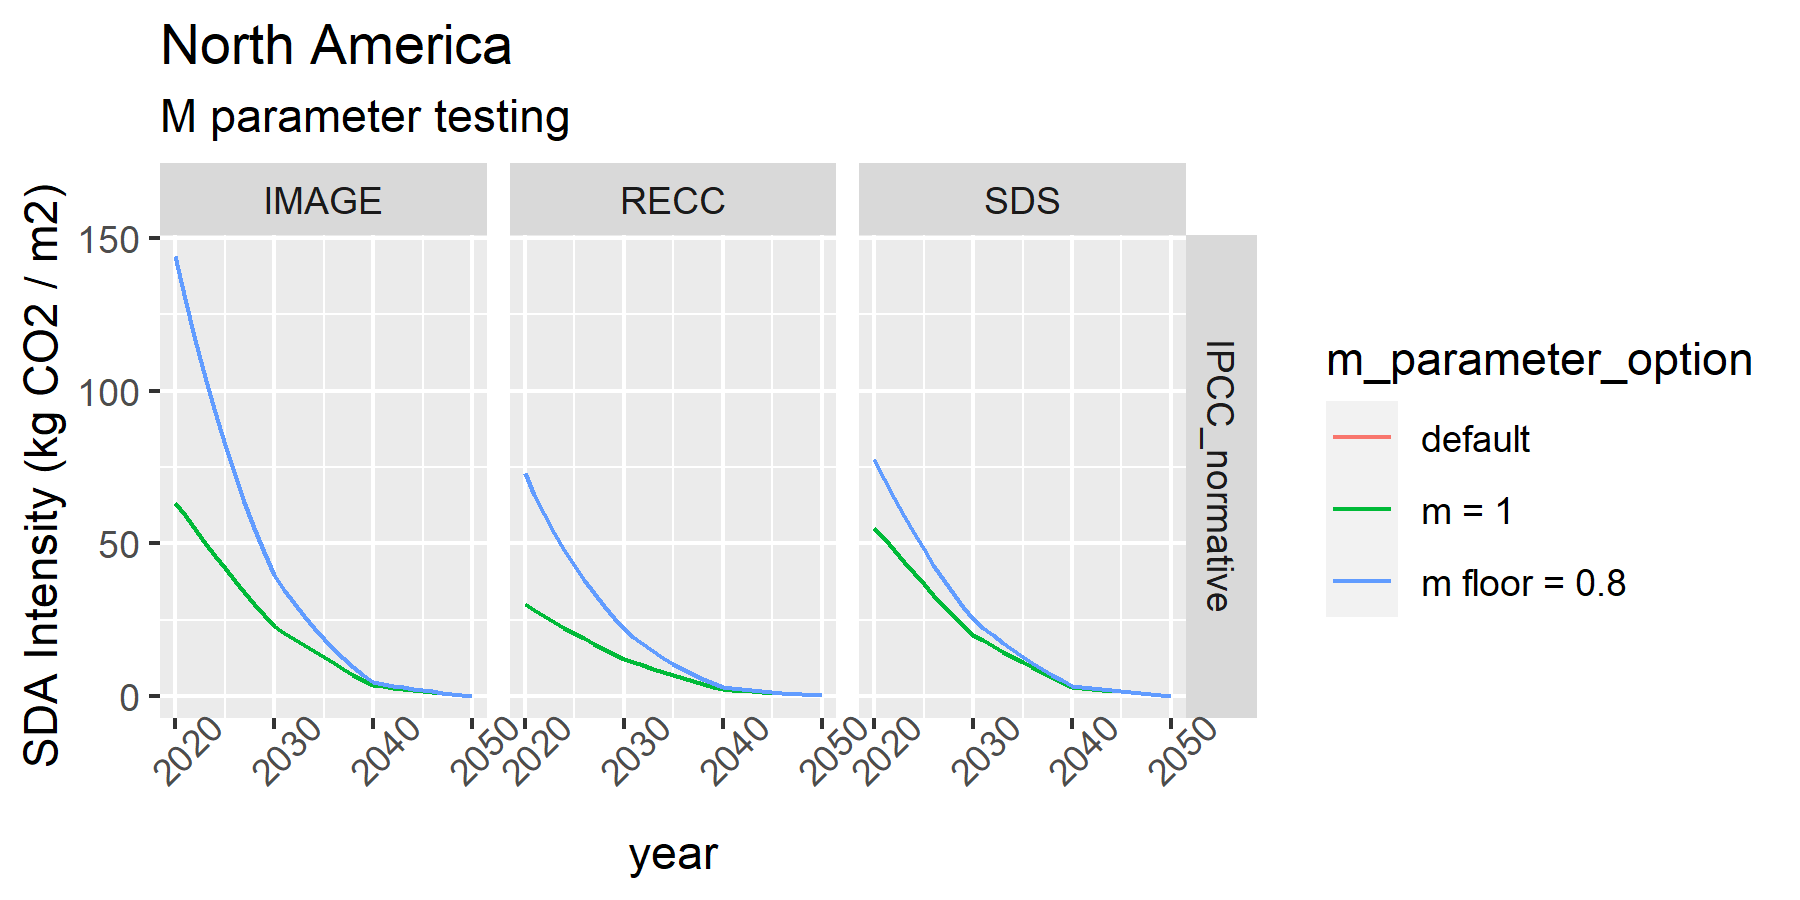 North America
M parameter testing
IMAGE
RECC
SDS
SDA Intensity (kg CO2 / m2)
150
100
50
0
IPCC_normative
2020
2030
2040
2050
2020
2030
2040
2050
2020
2030
2040
2050
year
m_parameter_option
default
m = 1
m floor = 0.8